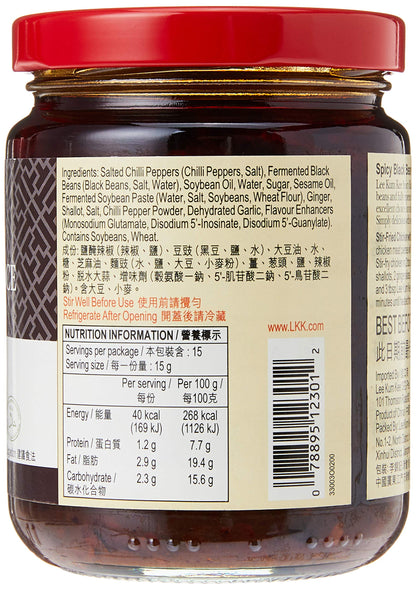 Ingredients: Salted Chilli Peppers (Chilli Peppers, Salt), Fermented Black
Beans (Black Beans, Salt, Water), Soybean Oil, Water, Sugar, Sesame Oil,
Fermented Soybean Paste (Water, Salt, Soybeans, Wheat Flour), Ginger,
Shallot, Salt, Chilli Pepper Powder, Dehydrated Garlic, Flavour Enhancers
(Monosodium Glutamate, Disodium 5'-Inosinate, Disodium 5'-Guanylate).
Contains Soybeans, Wheat.
成份: 鹽醃辣椒 (辣椒、鹽)、豆豉 (黑豆、鹽、水)、大豆油、水、
糖、芝麻油、麵豉 (水、鹽、大豆、小麥粉)、薑、葱頭、鹽、辣椒
粉、脫水大蒜、增味劑 (穀氨酸一鈉、5'-肌苷酸二鈉、5'-鳥苷酸二
鈉)。含大豆、小麥。
Stir Well Before Use 使用前請攪勻
Refrigerate After Opening 開蓋後請冷藏
NUTRITION INFORMATION / 營養標示
Servings per package / 本包裝含 : 15
Serving size / 每一份量 : 15 g
Per serving / 每份 Per 100 g / 每100克
Energy / 能量 40 kcal (169 kJ) 268 kcal (1126 kJ)
Protein / 蛋白質 1.2 g 7.7 g
Fat / 脂肪 2.9 g 19.4 g
Carbohydrate / 碳水化合物 2.3 g 15.6 g
www.LKK.com
0 78895 12301 2
3303O0200
Spicy Black Bean
Lee Kum Kee
BEST BEFO
此日期